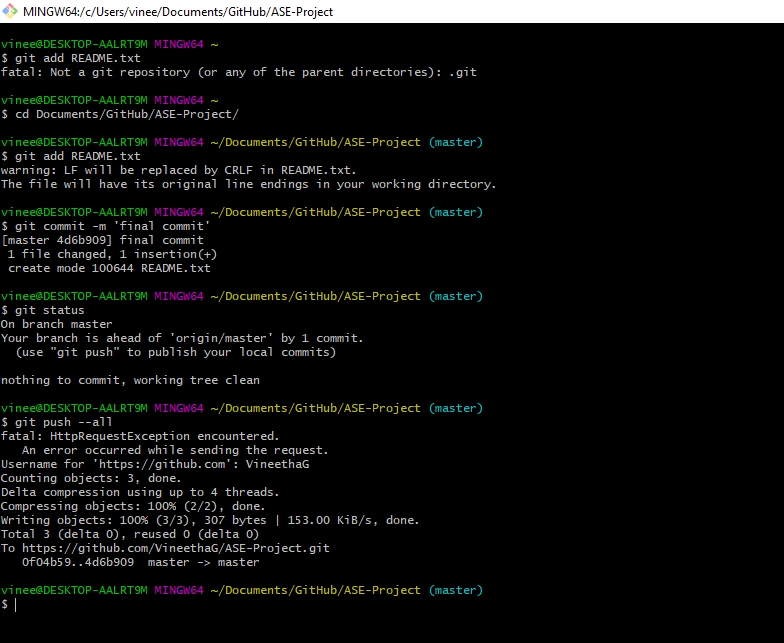 MINGW64:/c/Users/vinee/Documents/GitHub/ASE-Project
vinee@DESKTOP-AALRT9M MINGW64 ~
$ git add README.txt
fatal: Not a git repository (or any of the parent directories): .git
vinee@DESKTOP-AALRT9M MINGW64 ~
$ cd Documents/GitHub/ASE-Project/
vinee@DESKTOP-AALRT9M MINGW64 ~/Documents/GitHub/ASE-Project (master)
$ git add README.txt
warning: LF will be replaced by CRLF in README.txt.
The file will have its original line endings in your working directory.
vinee@DESKTOP-AALRT9M MINGW64 ~/Documents/GitHub/ASE-Project (master)
$ git commit -m 'final commit'
[master 4d6b909] final commit
 1 file changed, 1 insertion(+)
 create mode 100644 README.txt
vinee@DESKTOP-AALRT9M MINGW64 ~/Documents/GitHub/ASE-Project (master)
$ git status
On branch master
Your branch is ahead of 'origin/master' by 1 commit.
  (use "git push" to publish your local commits)
nothing to commit, working tree clean
vinee@DESKTOP-AALRT9M MINGW64 ~/Documents/GitHub/ASE-Project (master)
$ git push --all
fatal: HttpRequestException encountered.
   An error occurred while sending the request.
Username for 'https://github.com': VineethaG
Counting objects: 3, done.
Delta compression using up to 4 threads.
Compressing objects: 100% (2/2), done.
Writing objects: 100% (3/3), 307 bytes | 153.00 KiB/s, done.
Total 3 (delta 0), reused 0 (delta 0)
To https://github.com/VineethaG/ASE-Project.git
   0f04b59..4d6b909  master -> master
vinee@DESKTOP-AALRT9M MINGW64 ~/Documents/GitHub/ASE-Project (master)
$